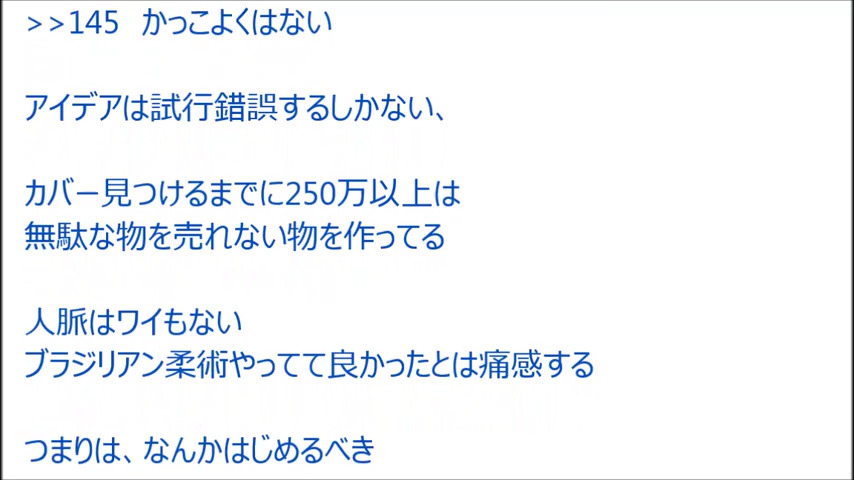 >>145　かっこよくはない
アイデアは試行錯誤するしかない、
カバー見つけるまでに250万以上は
無駄な物を売れない物を作ってる
人脈はワイもない
ブラジリアン柔術やってて良かったとは痛感する
つまりは、なんかはじめるべき